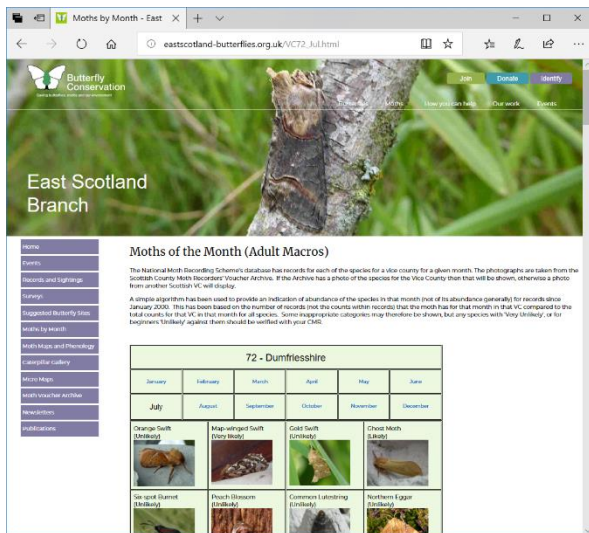 Moths by Month - East
eastscotland-butterflies.org.uk/VC72_Jul.html
Butterfly
Conservation
Join
Donate
Identify
Moths
How you can help
Our work
Events
East Scotland
Branch
Home
Events
Records and Sightings
Surveys
Suggested Butterfly Sites
Moths by Month
Moth Maps and Phenology
Caterpillar Gallery
Micro Maps
Moth Voucher Archive
Newsletters
Publications
Moths of the Month (Adult Macros)
The National Moth Recording Scheme's database has records for each of the species for a vice county for a given month. The photographs are taken from the
Scottish County Moth Recorders' Voucher Archive. If the Archive has a photo of the species for the Vice County then that will be shown, otherwise a photo
from another Scottish VC will display.
A simple algorithm has been used to provide an indication of abundance of the species in that month (not of its abundance generally) for records since
January 2000. This has been based on the number of records (not the counts within records) that the moth has for that month in that VC compared to the
total counts for that VC in that month for all species. Some inappropriate categories may therefore be shown, but any species with 'Very Unlikely', or for
beginners 'Unlikely' against them should be verified with your CMR.
72 - Dumfriesshire
January February March April May June
July August September October November December
Orange Swift
(Unlikely)
Map-winged Swift
(Very likely)
Gold Swift
(Unlikely)
Ghost Moth
(Likely)
Six-spot Burnet
(Unlikely)
Peach Blossom
(Unlikely)
Common Lutestring
(Unlikely)
Northern Eggar
(Unlikely)